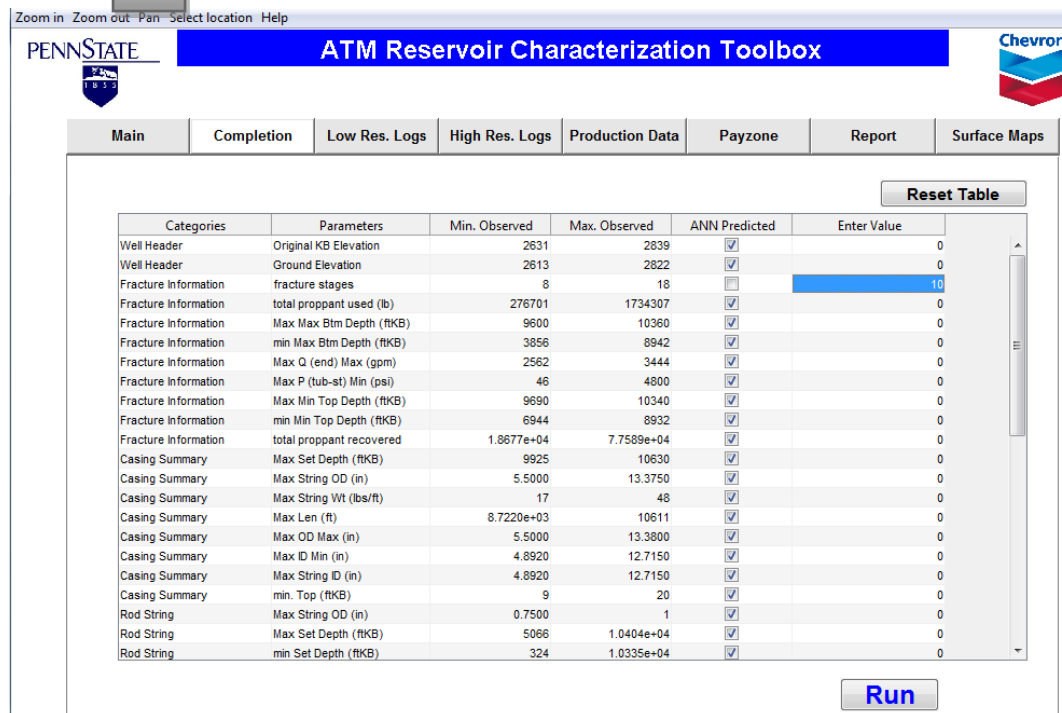 Zoom in Zoom out Pan Select location Help
PENNSTATE
1855
ATM Reservoir Characterization Toolbox
Chevron
Main Completion Low Res. Logs High Res. Logs Production Data Payzone Report Surface Maps
Reset Table
Categories Parameters Min. Observed Max. Observed ANN Predicted Enter Value
Well Header Original KB Elevation 2631 2839 0
Well Header Ground Elevation 2613 2822 0
Fracture Information fracture stages 8 18 10
Fracture Information total proppant used (lb) 276701 1734307 0
Fracture Information Max Max Btm Depth (ftKB) 9600 10360 0
Fracture Information min Max Btm Depth (ftKB) 3856 8942 0
Fracture Information Max Q (end) Max (gpm) 2562 3444 0
Fracture Information Max P (tub-st) Min (psi) 46 4800 0
Fracture Information Max Min Top Depth (ftKB) 9690 10340 0
Fracture Information min Min Top Depth (ftKB) 6944 8932 0
Fracture Information total proppant recovered 1.8677e+04 7.7589e+04 0
Casing Summary Max Set Depth (ftKB) 9925 10630 0
Casing Summary Max String OD (in) 5.5000 13.3750 0
Casing Summary Max String Wt (lbs/ft) 17 48 0
Casing Summary Max Len (ft) 8.7220e+03 10611 0
Casing Summary Max OD Max (in) 5.5000 13.3800 0
Casing Summary Max ID Min (in) 4.8920 12.7150 0
Casing Summary Max String ID (in) 4.8920 12.7150 0
Casing Summary min. Top (ftKB) 9 20 0
Rod String Max String OD (in) 0.7500 1 0
Rod String Max Set Depth (ftKB) 5066 1.0404e+04 0
Rod String min Set Depth (ftKB) 324 1.0335e+04 0
Run